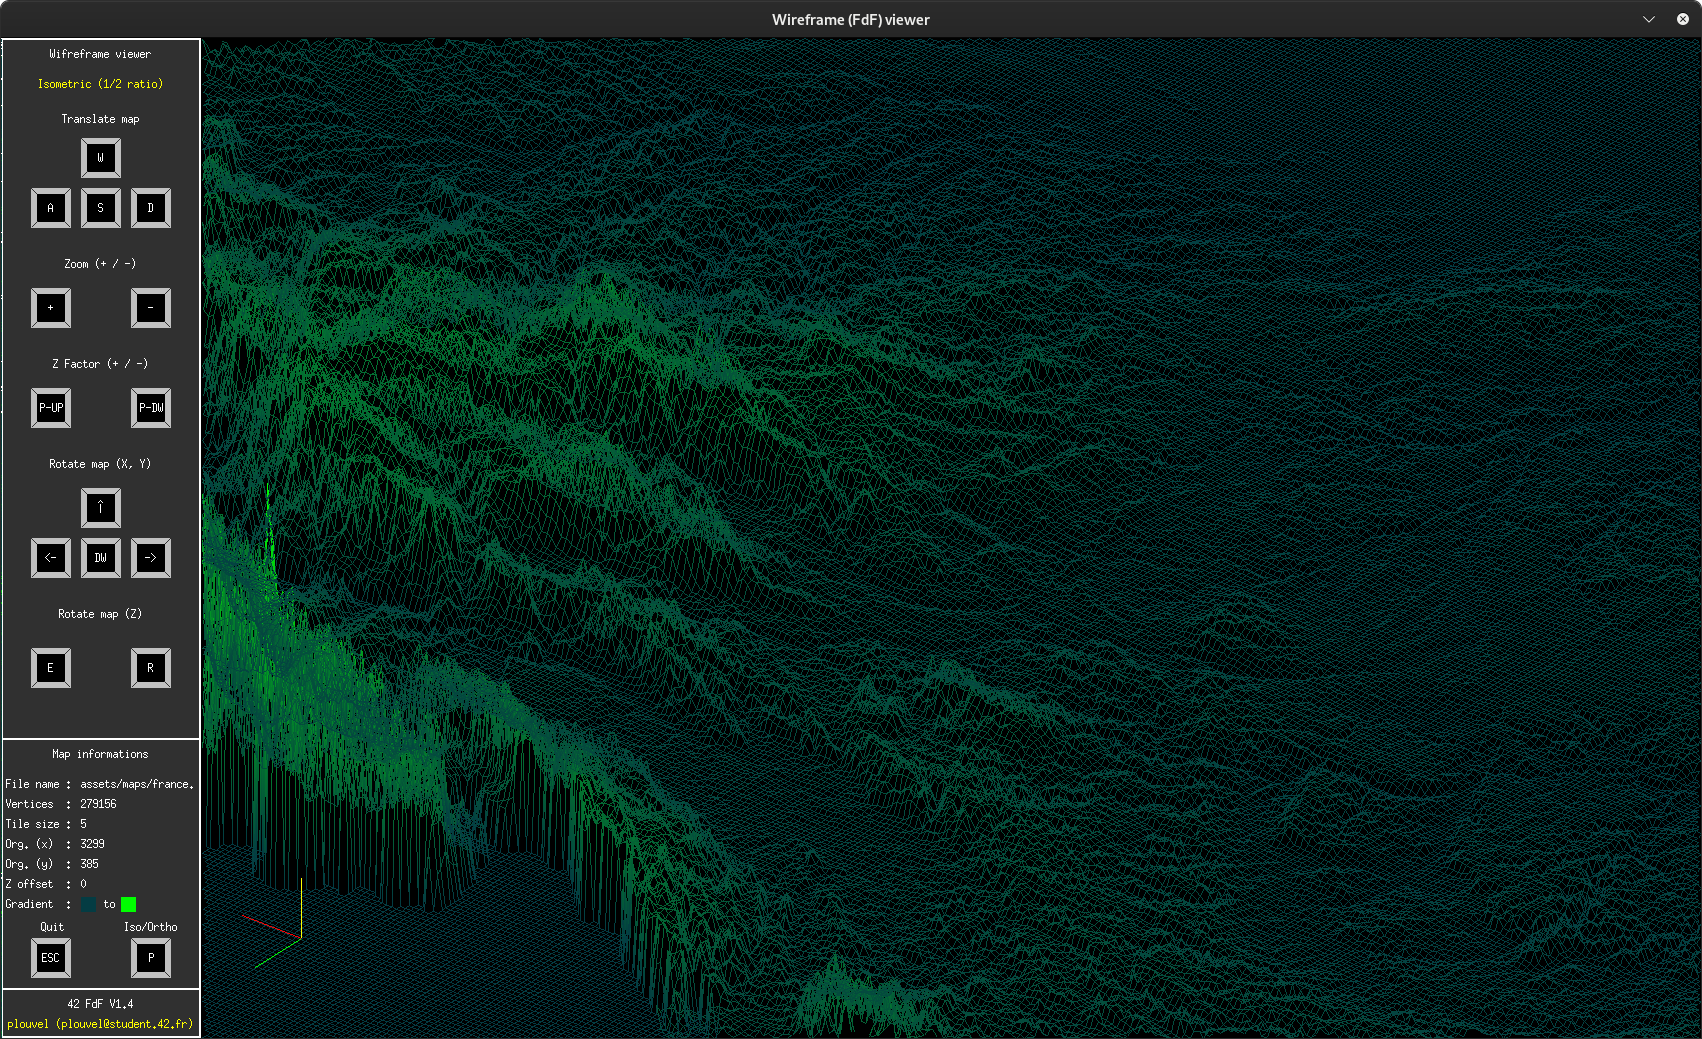 Wireframe (FdF) viewer
Wifreframe viewer
Isometric (1/2 ratio)
Translate map
W
A S D
Zoom (+ / -)
+ -
Z Factor (+ / -)
P-UP P-DW
Rotate map (X, Y)
↑
<- DW ->
Rotate map (Z)
E R
Map informations
File name : assets/maps/france.
Vertices : 279156
Tile size : 5
Org. (x) : 3299
Org. (y) : 385
Z offset : 0
Gradient : to
Quit Iso/Ortho
ESC P
42 FdF V1.4
plouvel (plouvel@student.42.fr)